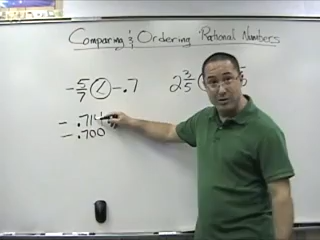 Comparing & Ordering Rational Numbers
- 5/7 < -.7 2 3/5
- .714
- .700